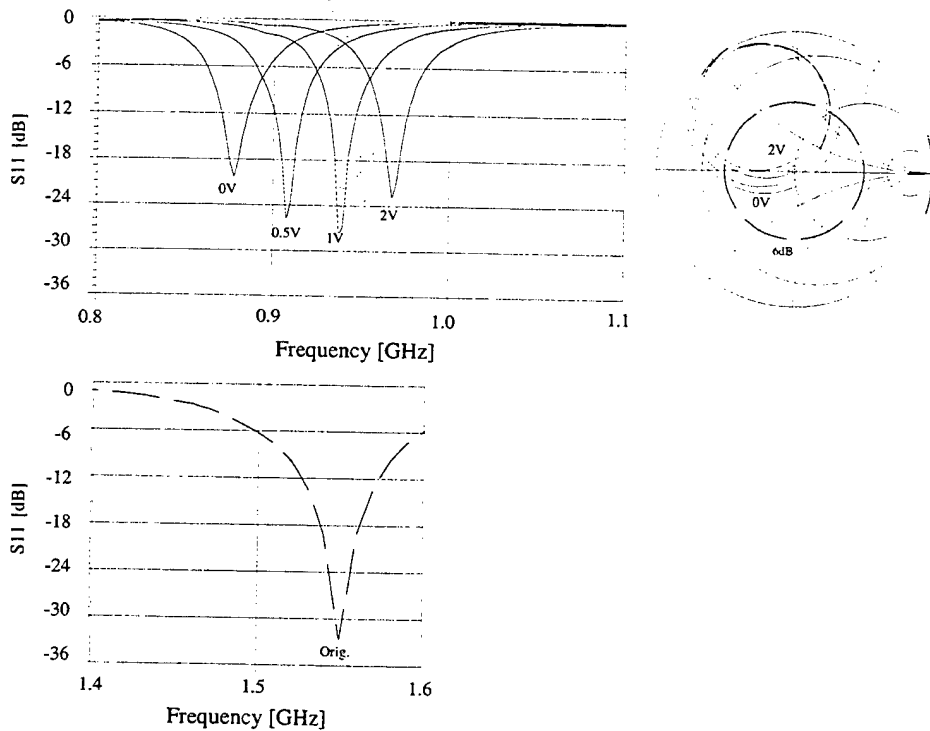 0
-6
-12
-18
-24
-30
-36
S11 [dB]
0V
0.5V
1V
2V
0.8
0.9
1.0
1.1
Frequency [GHz]
2V
0V
6dB
0
-6
-12
-18
-24
-30
-36
S11 [dB]
Orig.
1.4
1.5
1.6
Frequency [GHz]